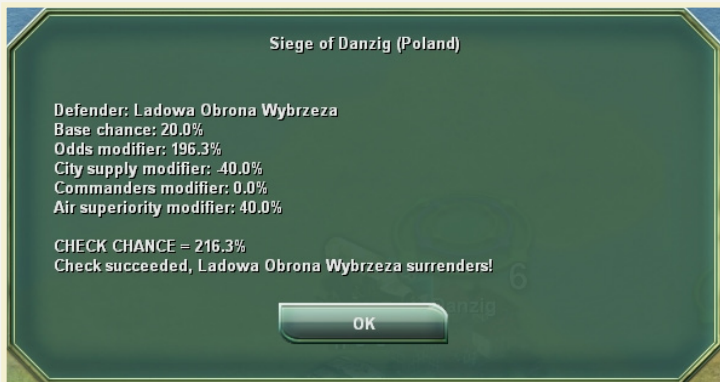 Siege of Danzig (Poland)
Defender: Ladowa Obrona Wybrzeza
Base chance: 20.0%
Odds modifier: 196.3%
City supply modifier: -40.0%
Commanders modifier: 0.0%
Air superiority modifier: 40.0%
CHECK CHANCE = 216.3%
Check succeeded, Ladowa Obrona Wybrzeza surrenders!
6
Danzig
OK